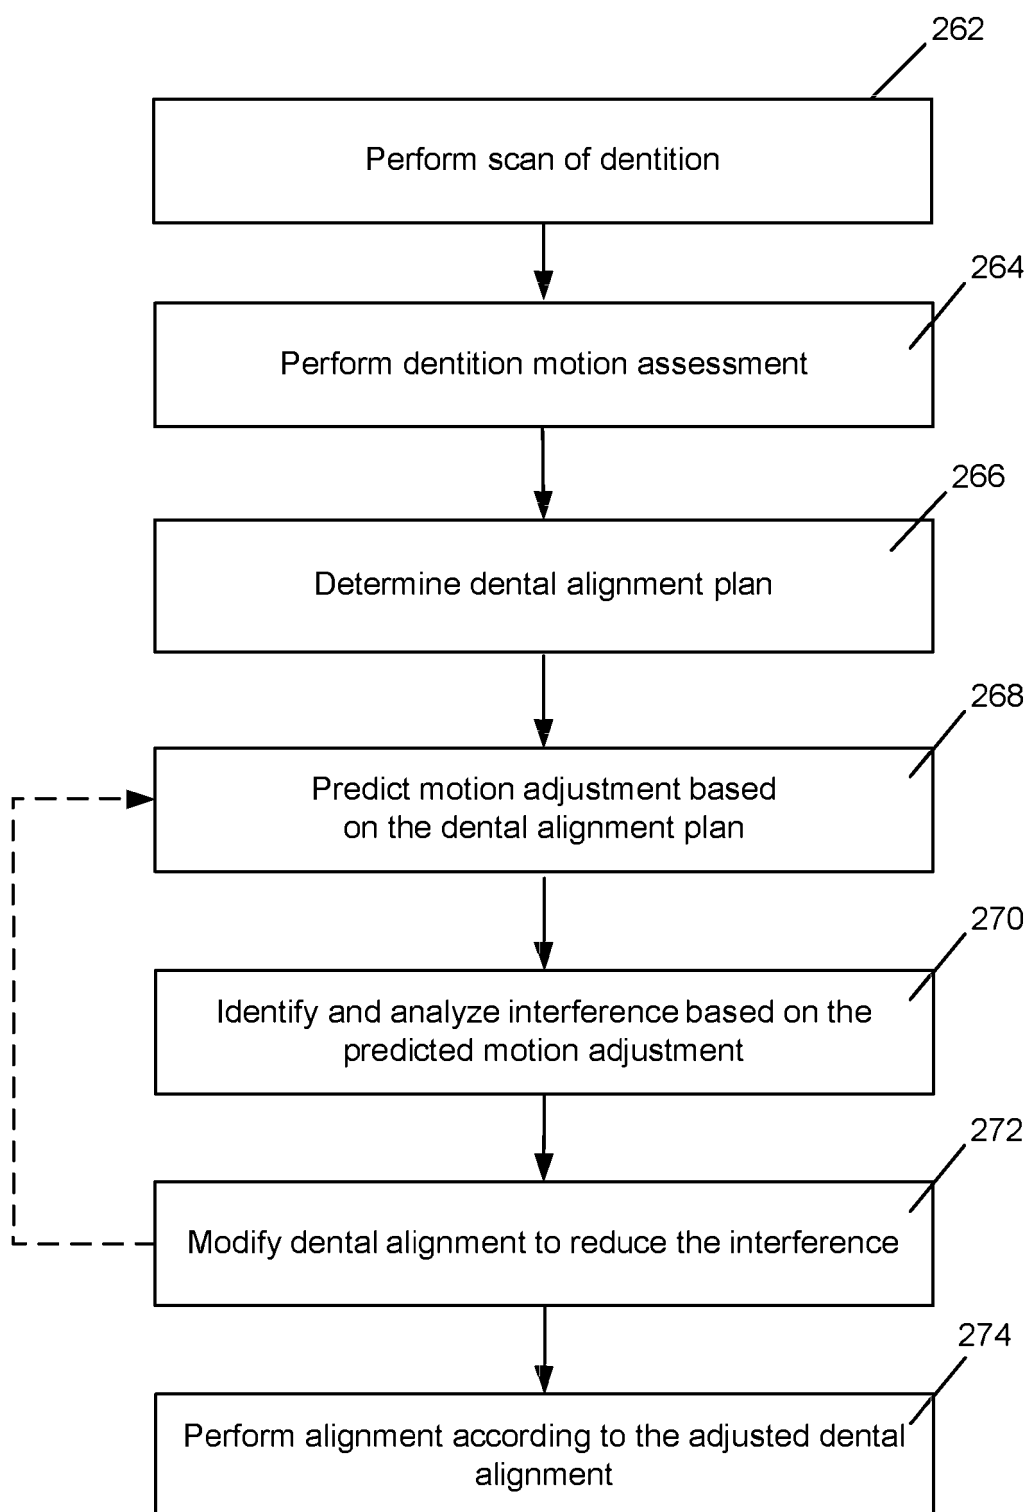 262
Perform scan of dentition
264
Perform dentition motion assessment
266
Determine dental alignment plan
268
Predict motion adjustment based
on the dental alignment plan
270
Identify and analyze interference based on the
predicted motion adjustment
272
Modify dental alignment to reduce the interference
274
Perform alignment according to the adjusted dental
alignment